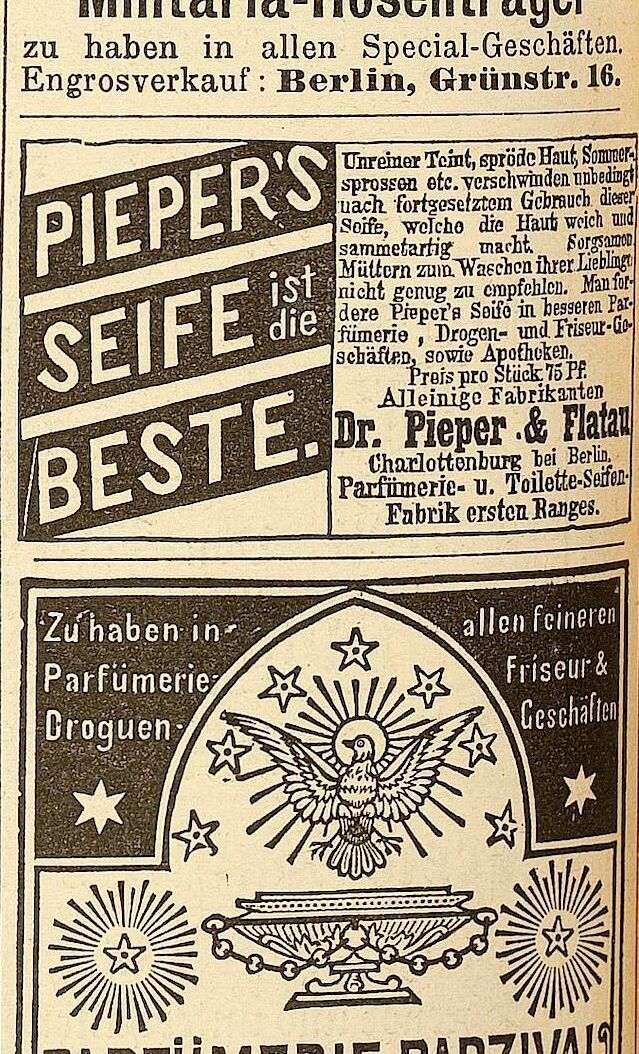 Militaria-Hosenträger
zu haben in allen Special-Geschäften.
Engrosverkauf: Berlin, Grünstr. 16.
PIEPER'S
SEIFE ist
die
BESTE.
Unreiner Teint, spröde Haut, Sommer-
sprossen etc. verschwinden unbedingt
nach fortgesetztem Gebrauch dieser
Seife, welche die Haut weich und
sammetartig macht. Sorgsamen
Müttern zum Waschen ihrer Lieblinge
nicht genug zu empfehlen. Man for-
dere Pieper's Seife in besseren Par-
fümerie, Drogen- und Friseur-Ge-
schäften, sowie Apotheken.
Preis pro Stück 75 Pf.
Alleinige Fabrikanten
Dr. Pieper & Flatau
Charlottenburg bei Berlin.
Parfümerie- u. Toilette-Seifen-
Fabrik ersten Ranges.
Zu haben in
Parfümerie-
Droguen-
allen feineren
Friseur &
Geschäften
PARFÜMERIE PARZIVAL